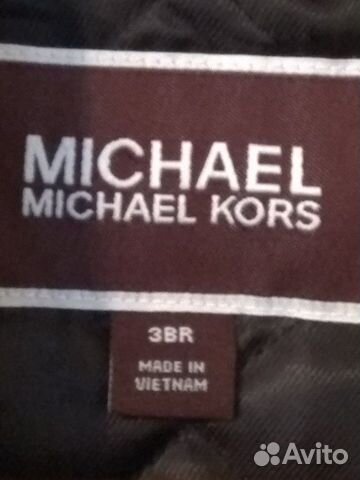 MICHAEL
MICHAEL KORS
3BR
MADE IN
VIETNAM
Avito